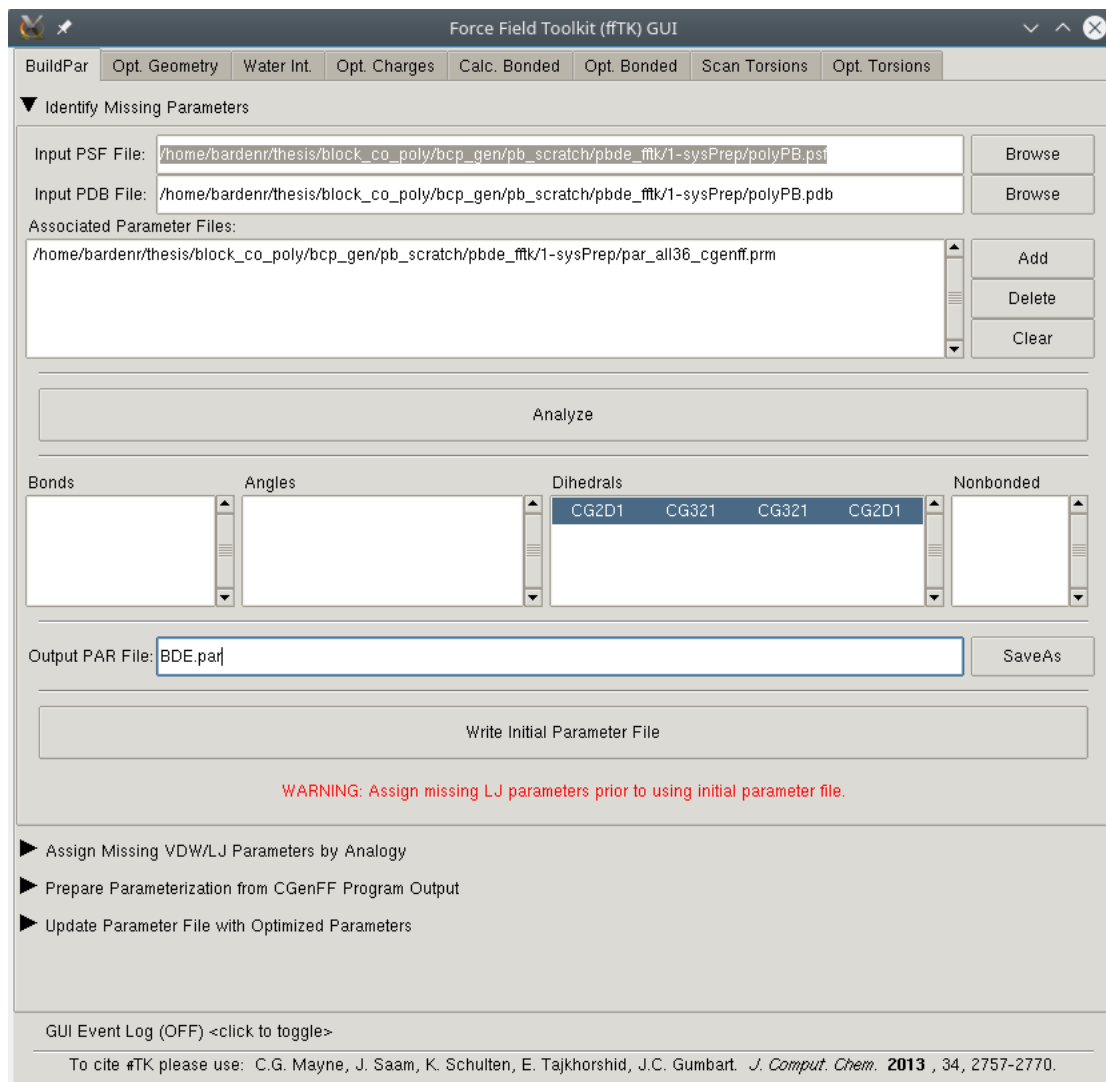 Force Field Toolkit (ffTK) GUI
BuildPar Opt. Geometry Water Int. Opt. Charges Calc. Bonded Opt. Bonded Scan Torsions Opt. Torsions
Identify Missing Parameters
Input PSF File: /home/bardenr/thesis/block_co_poly/bcp_gen/pb_scratch/pbde_fftk/1-sysPrep/polyPB.psf Browse
Input PDB File: /home/bardenr/thesis/block_co_poly/bcp_gen/pb_scratch/pbde_fftk/1-sysPrep/polyPB.pdb Browse
Associated Parameter Files:
/home/bardenr/thesis/block_co_poly/bcp_gen/pb_scratch/pbde_fftk/1-sysPrep/par_all36_cgenff.prm Add
Delete
Clear
Analyze
Bonds Angles Dihedrals Nonbonded
CG2D1 CG321 CG321 CG2D1
Output PAR File: BDE.par SaveAs
Write Initial Parameter File
WARNING: Assign missing LJ parameters prior to using initial parameter file.
Assign Missing VDW/LJ Parameters by Analogy
Prepare Parameterization from CGenFF Program Output
Update Parameter File with Optimized Parameters
GUI Event Log (OFF) <click to toggle>
To cite ffTK please use: C.G. Mayne, J. Saam, K. Schulten, E. Tajkhorshid, J.C. Gumbart. J. Comput. Chem. 2013 , 34, 2757-2770.